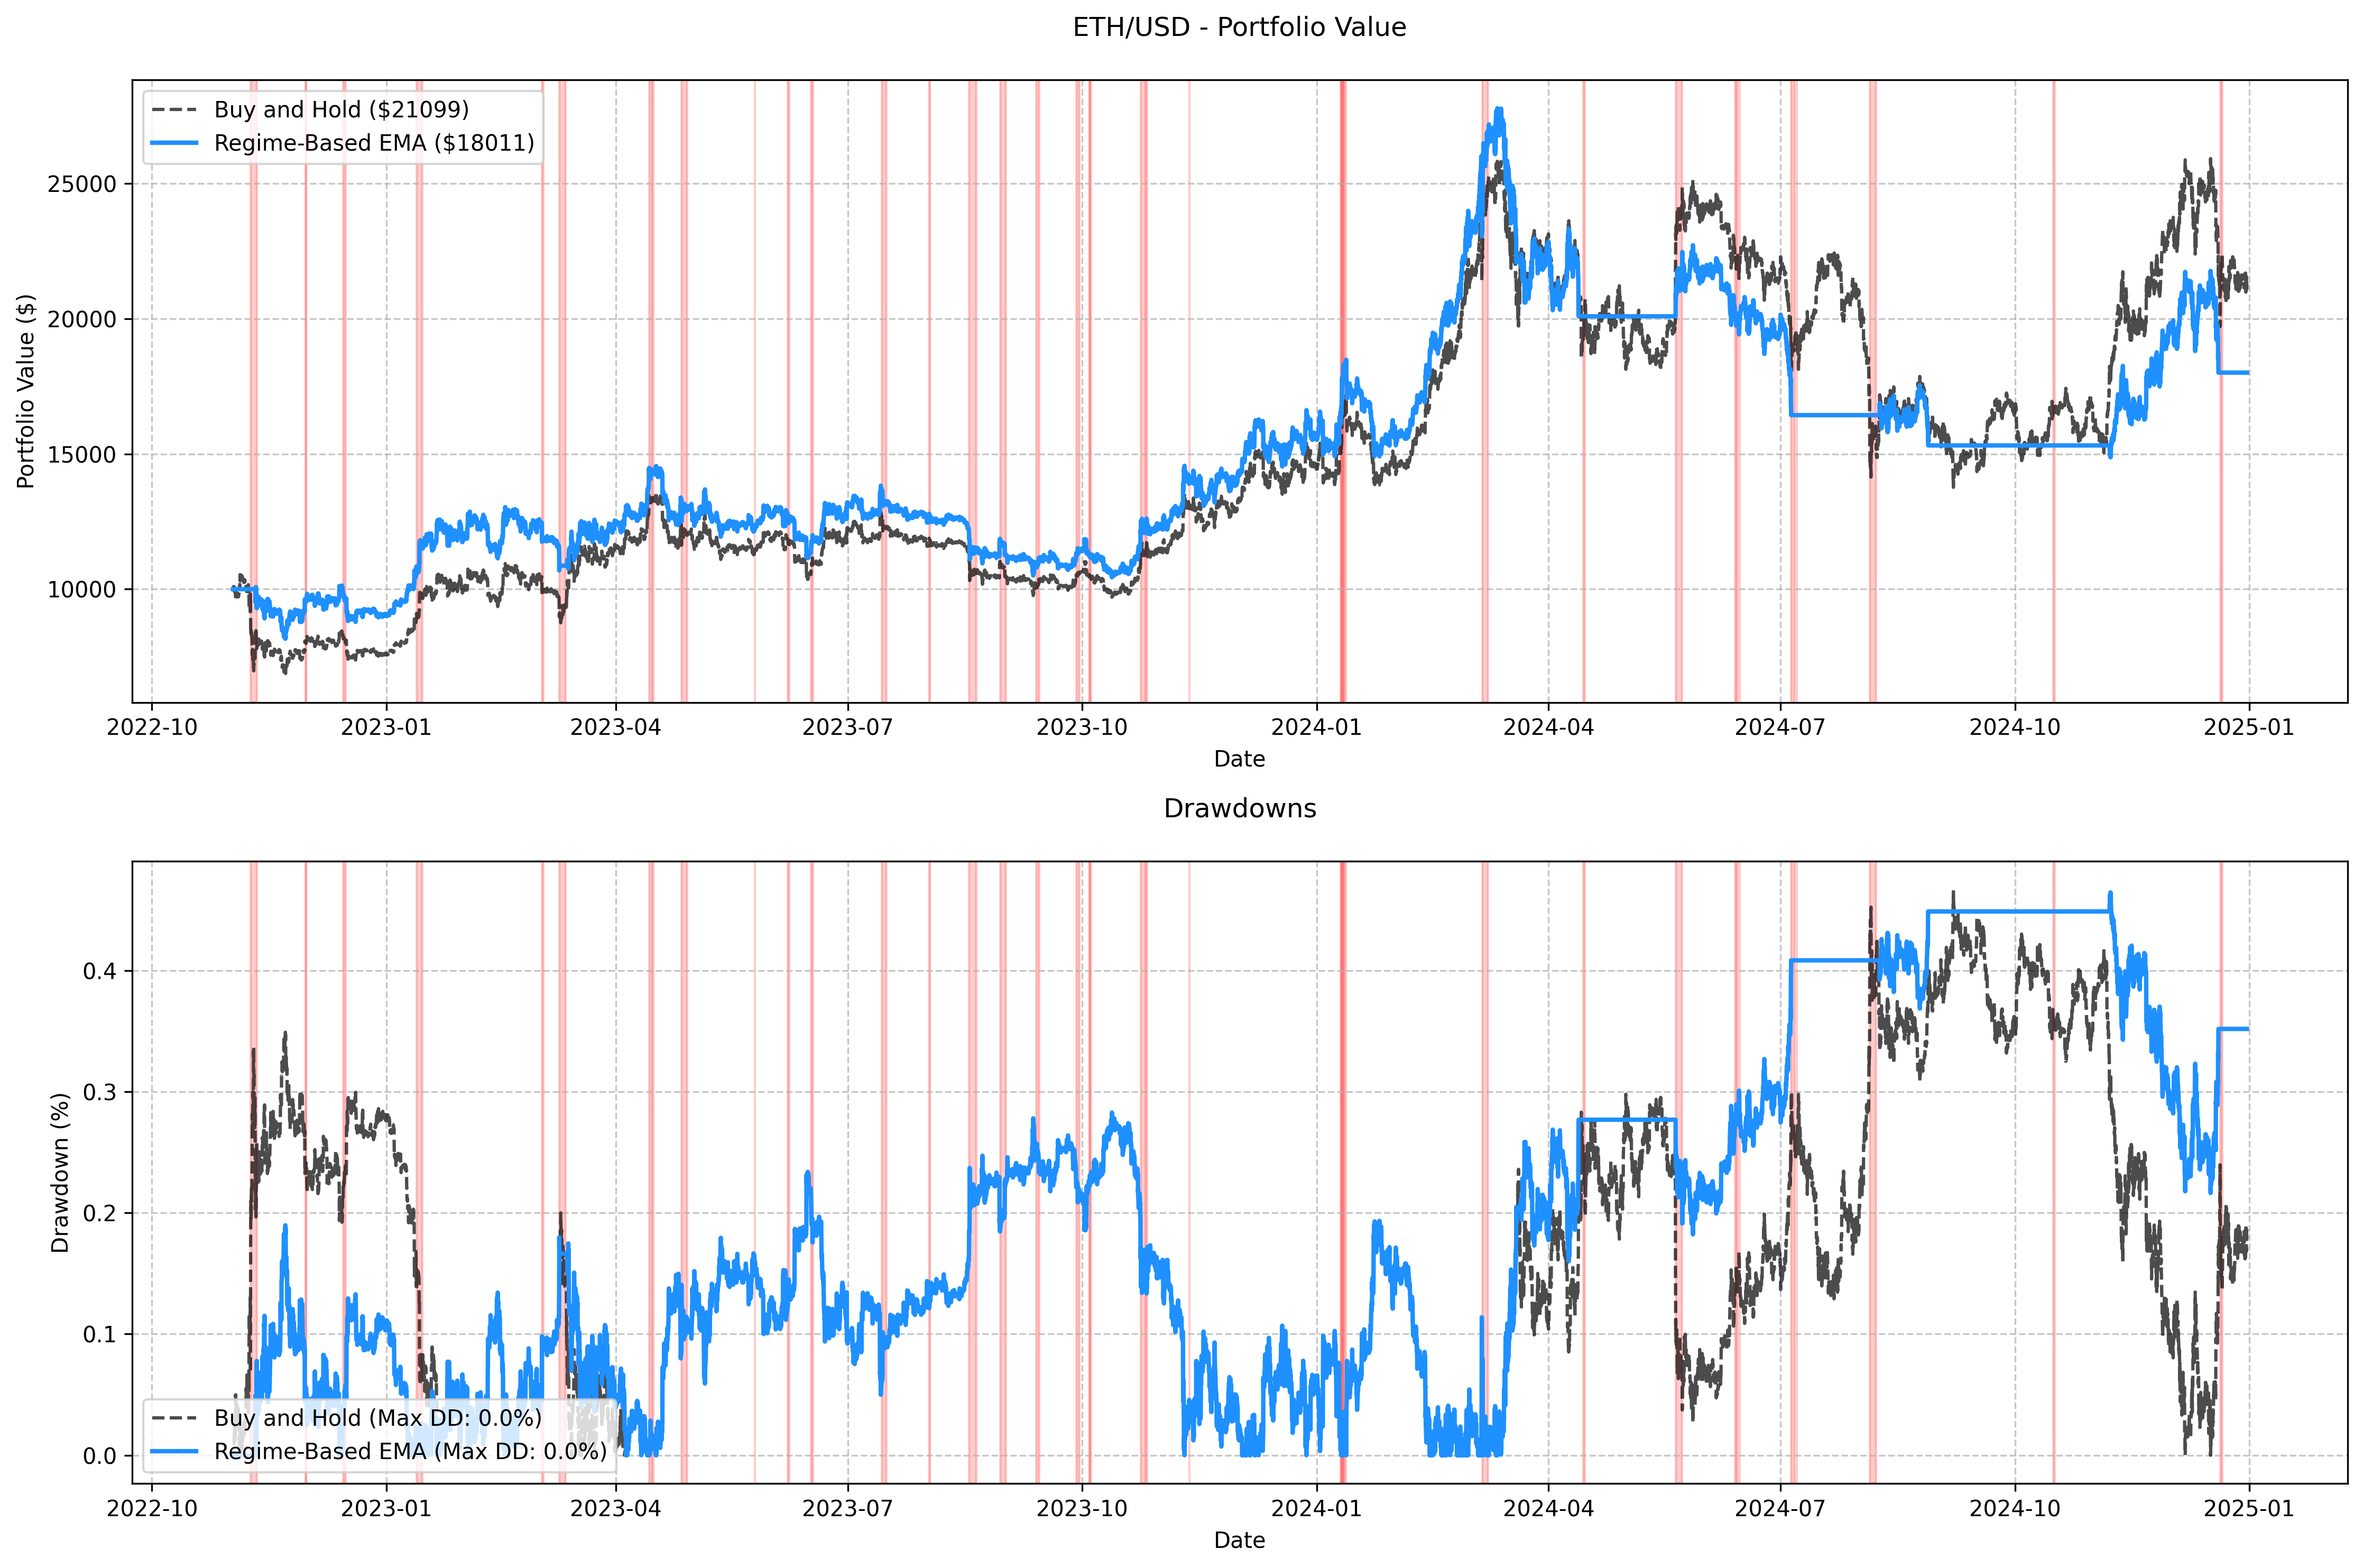 ETH/USD - Portfolio Value
Buy and Hold ($21099)
Regime-Based EMA ($18011)
Portfolio Value ($)
25000
20000
15000
10000
2022-10
2023-01
2023-04
2023-07
2023-10
2024-01
2024-04
2024-07
2024-10
2025-01
Date
Drawdowns
Drawdown (%)
0.4
0.3
0.2
0.1
0.0
Buy and Hold (Max DD: 0.0%)
Regime-Based EMA (Max DD: 0.0%)
2022-10
2023-01
2023-04
2023-07
2023-10
2024-01
2024-04
2024-07
2024-10
2025-01
Date